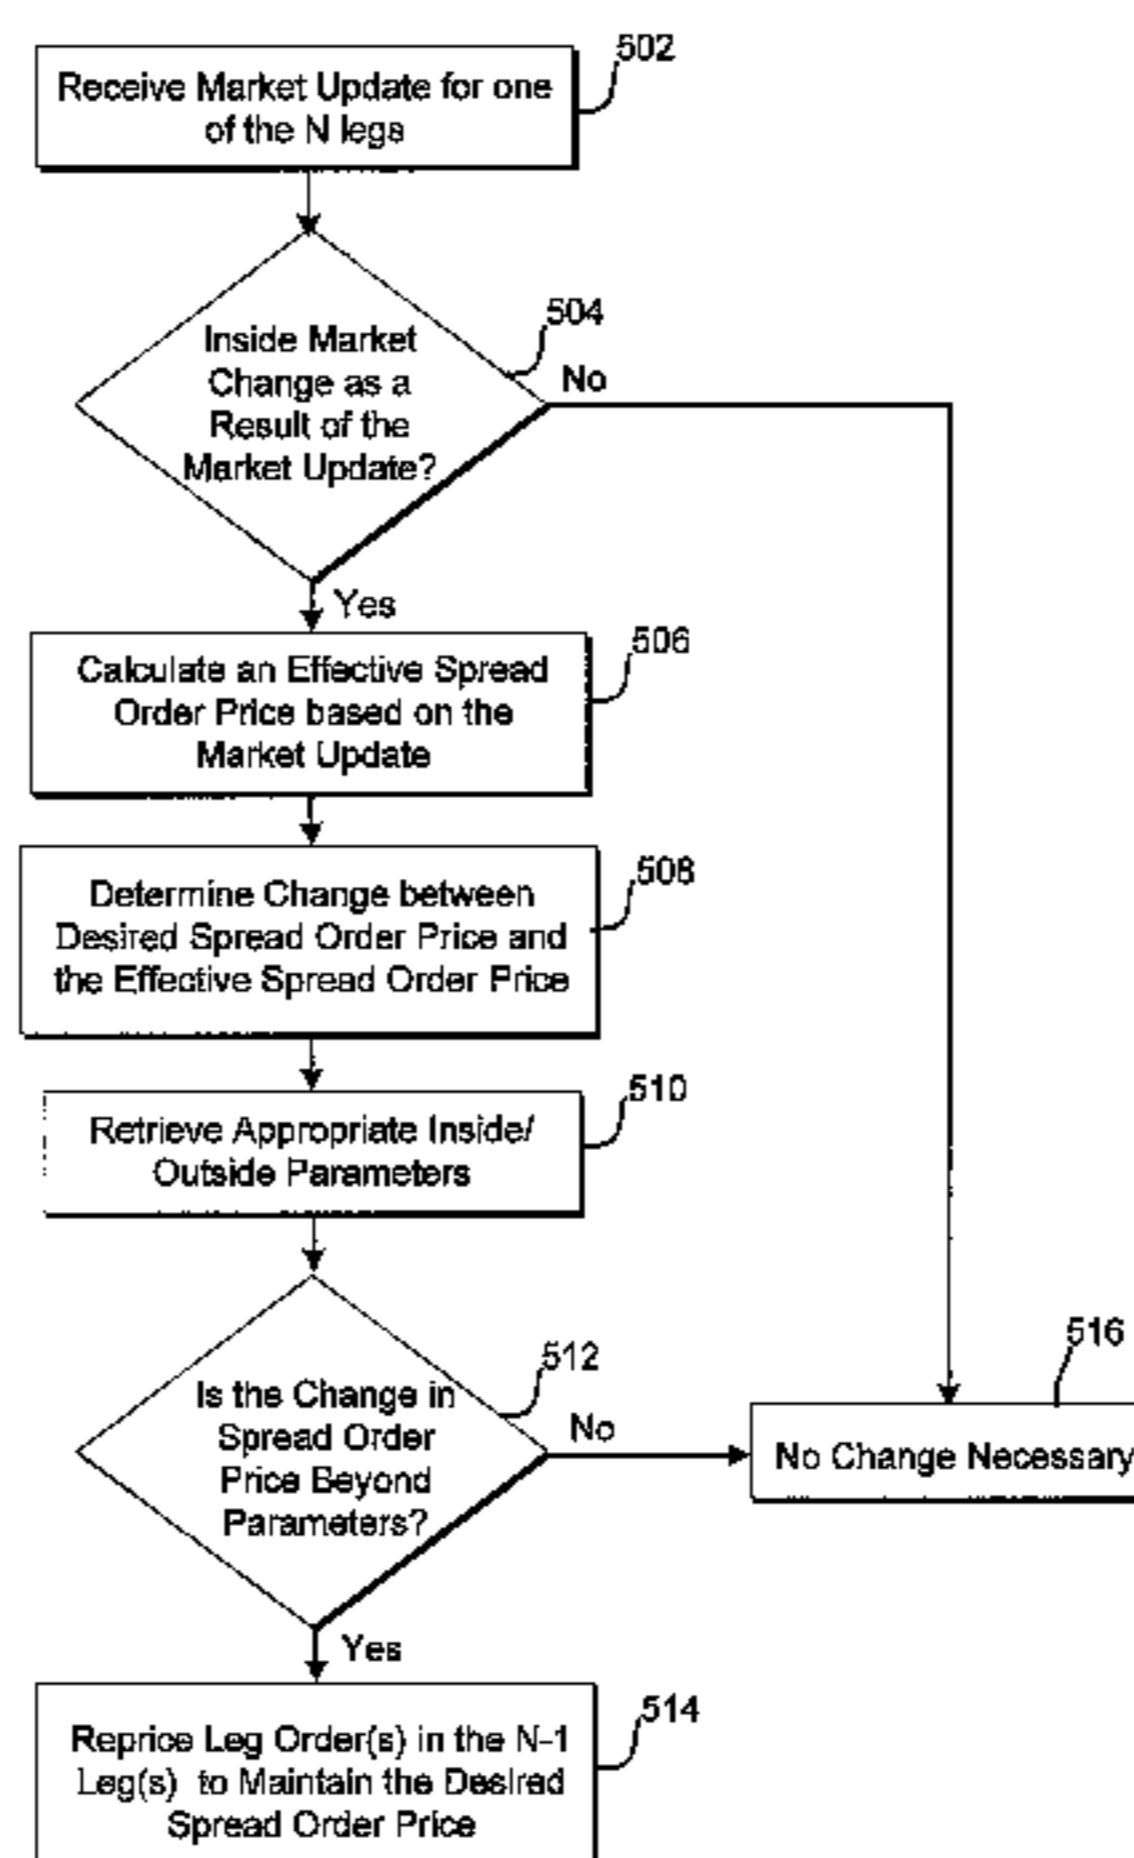 502
Receive Market Update for one
of the N legs
504
Inside Market
Change as a
Result of the
Market Update?
No
Yes
506
Calculate an Effective Spread
Order Price based on the
Market Update
508
Determine Change between
Desired Spread Order Price and
the Effective Spread Order Price
510
Retrieve Appropriate Inside/
Outside Parameters
512
Is the Change in
Spread Order
Price Beyond
Parameters?
No
516
No Change Necessary
Yes
514
Reprice Leg Order(s) in the N-1
Leg(s) to Maintain the Desired
Spread Order Price